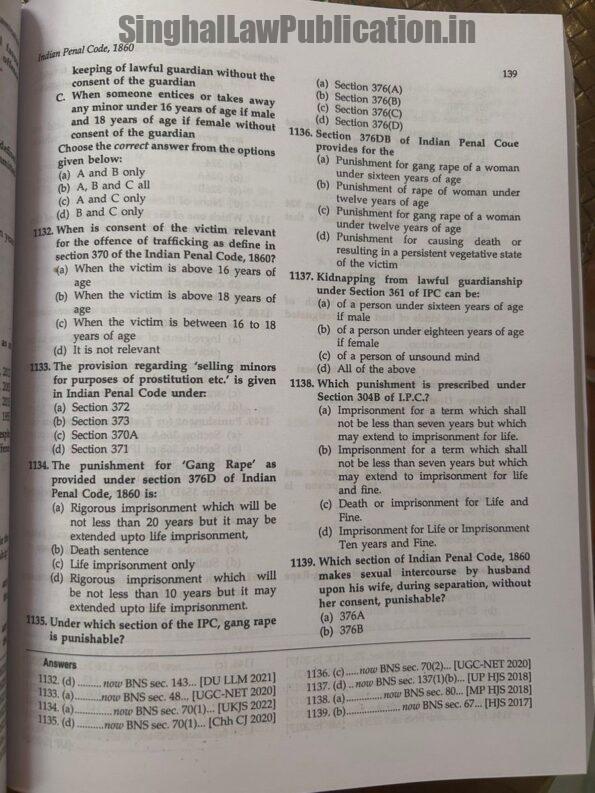 SinghalLawPublication.in
Indian Penal Code, 1860
139
keeping of lawful guardian without the
consent of the guardian
C. When someone entices or takes away
any minor under 16 years of age if male
and 18 years of age if female without
consent of the guardian
Choose the correct answer from the options
given below:
(a) A and B only
(b) A, B and C all
(c) A and C only
(d) B and C only
1132. When is consent of the victim relevant
for the offence of trafficking as define in
section 370 of the Indian Penal Code, 1860?
(a) When the victim is above 16 years of
age
(b) When the victim is above 18 years of
age
(c) When the victim is between 16 to 18
years of age
(d) It is not relevant
1133. The provision regarding 'selling minors
for purposes of prostitution etc.' is given
in Indian Penal Code under:
(a) Section 372
(b) Section 373
(c) Section 370A
(d) Section 371
1134. The punishment for 'Gang Rape' as
provided under section 376D of Indian
Penal Code, 1860 is:
(a) Rigorous imprisonment which will be
not less than 20 years but it may be
extended upto life imprisonment,
(b) Death sentence
(c) Life imprisonment only
(d) Rigorous imprisonment which will
be not less than 10 years but it may
extended upto life imprisonment.
1135. Under which section of the IPC, gang rape
is punishable?
(a) Section 376(A)
(b) Section 376(B)
(c) Section 376(C)
(d) Section 376(D)
1136. Section 376DB of Indian Penal Code
provides for the
(a) Punishment for gang rape of a woman
under sixteen years of age
(b) Punishment of rape of woman under
twelve years of age
(c) Punishment for gang rape of a woman
under twelve years of age
(d) Punishment for causing death or
resulting in a persistent vegetative state
of the victim
1137. Kidnapping from lawful guardianship
under Section 361 of IPC can be:
(a) of a person under sixteen years of age
if male
(b) of a person under eighteen years of age
if female
(c) of a person of unsound mind
(d) All of the above
1138. Which punishment is prescribed under
Section 304B of I.P.C.?
(a) Imprisonment for a term which shall
not be less than seven years but which
may extend to imprisonment for life.
(b) Imprisonment for a term which shall
not be less than seven years but which
may extend to imprisonment for life
and fine.
(c) Death or imprisonment for Life and
Fine.
(d) Imprisonment for Life or Imprisonment
Ten years and Fine.
1139. Which section of Indian Penal Code, 1860
makes sexual intercourse by husband
upon his wife, during separation, without
her consent, punishable?
(a) 376A
(b) 376B
Answers
1132. (d) ......... now BNS sec. 143... [DU LLM 2021]
1133. (a)..........now BNS sec. 48... [UGC-NET 2020]
1134. (a)............. now BNS sec. 70(1)... [UKJS 2022]
1135. (d) ..........now BNS sec. 70(1)... [Chh CJ 2020]
1136. (c).....now BNS sec. 70(2)... [UGC-NET 2020]
1137. (d) .. now BNS sec. 137(1)(b)... [UP HJS 2018]
1138. (a)............. now BNS sec. 80... [MP HJS 2018]
1139. (b)................... now BNS sec. 67... [HJS 2017]